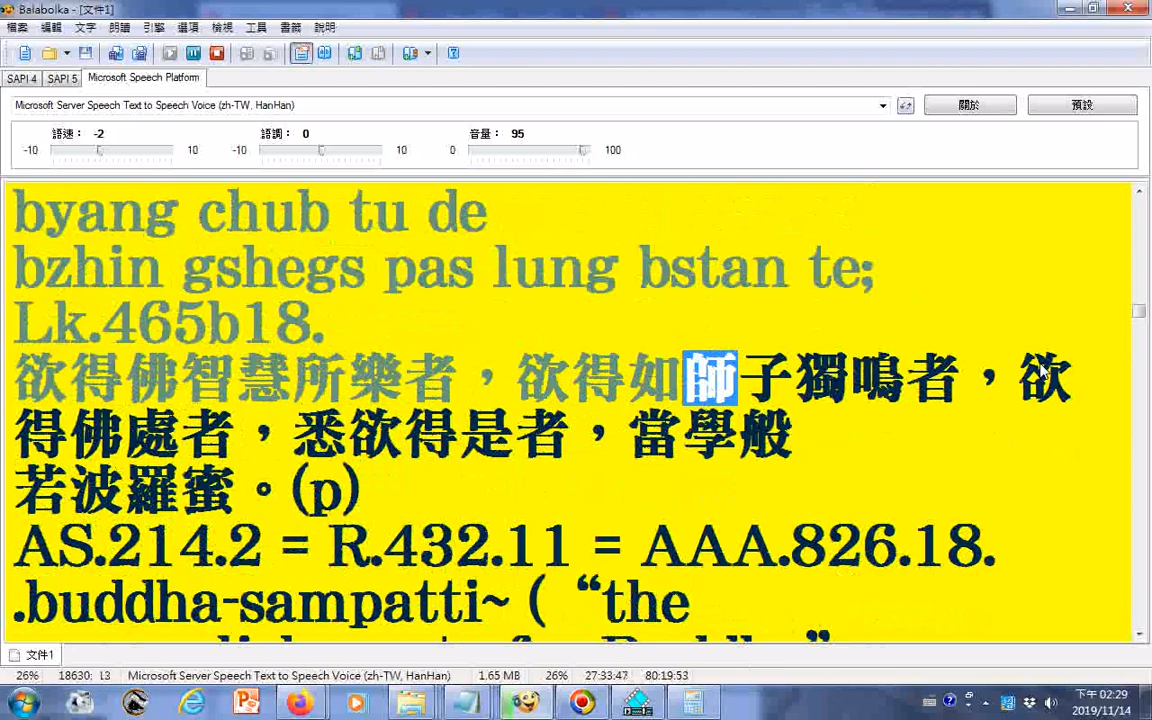 Balabolka - [文件1]
檔案 編輯 文字 朗讀 引擎 選項 檢視 工具 書籤 說明
SAPI 4 SAPI 5 Microsoft Speech Platform
Microsoft Server Speech Text to Speech Voice (zh-TW, HanHan) 關於 預設
語速： -2 語調： 0 音量： 95
-10 10 -10 10 0 100
byang chub tu de
bzhin gshegs pas lung bstan te;
Lk.465b18.
欲得佛智慧所樂者，欲得如師子獨鳴者，欲
得佛處者，悉欲得是者，當學般
若波羅蜜。(p)
AS.214.2 = R.432.11 = AAA.826.18.
.buddha-sampatti~ ( “the
文件1
26% 18630: 13 Microsoft Server Speech Text to Speech Voice (zh-TW, HanHan) 1.65 MB 26% 27:33:47 80:19:53
下午 02:29
2019/11/14